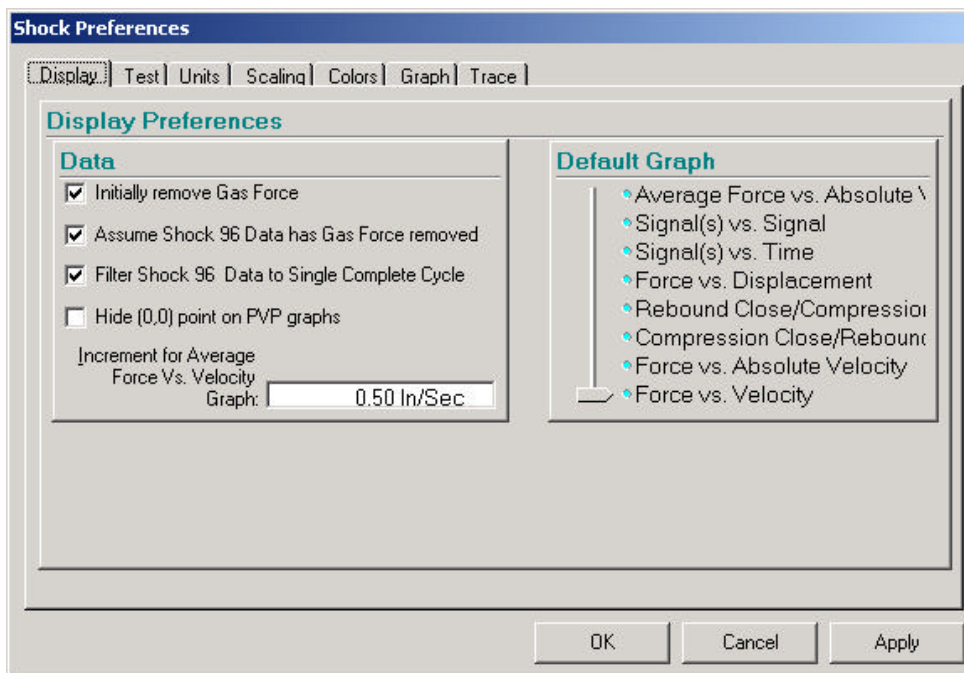 Shock Preferences
Display Test Units Scaling Colors Graph Trace
Display Preferences
Data
Initially remove Gas Force
Assume Shock 96 Data has Gas Force removed
Filter Shock 96 Data to Single Complete Cycle
Hide (0,0) point on PVP graphs
Increment for Average
Force Vs. Velocity
Graph: 0.50 In/Sec
Default Graph
Average Force vs. Absolute
Signal(s) vs. Signal
Signal(s) vs. Time
Force vs. Displacement
Rebound Close/Compression
Compression Close/Rebound
Force vs. Absolute Velocity
Force vs. Velocity
OK Cancel Apply